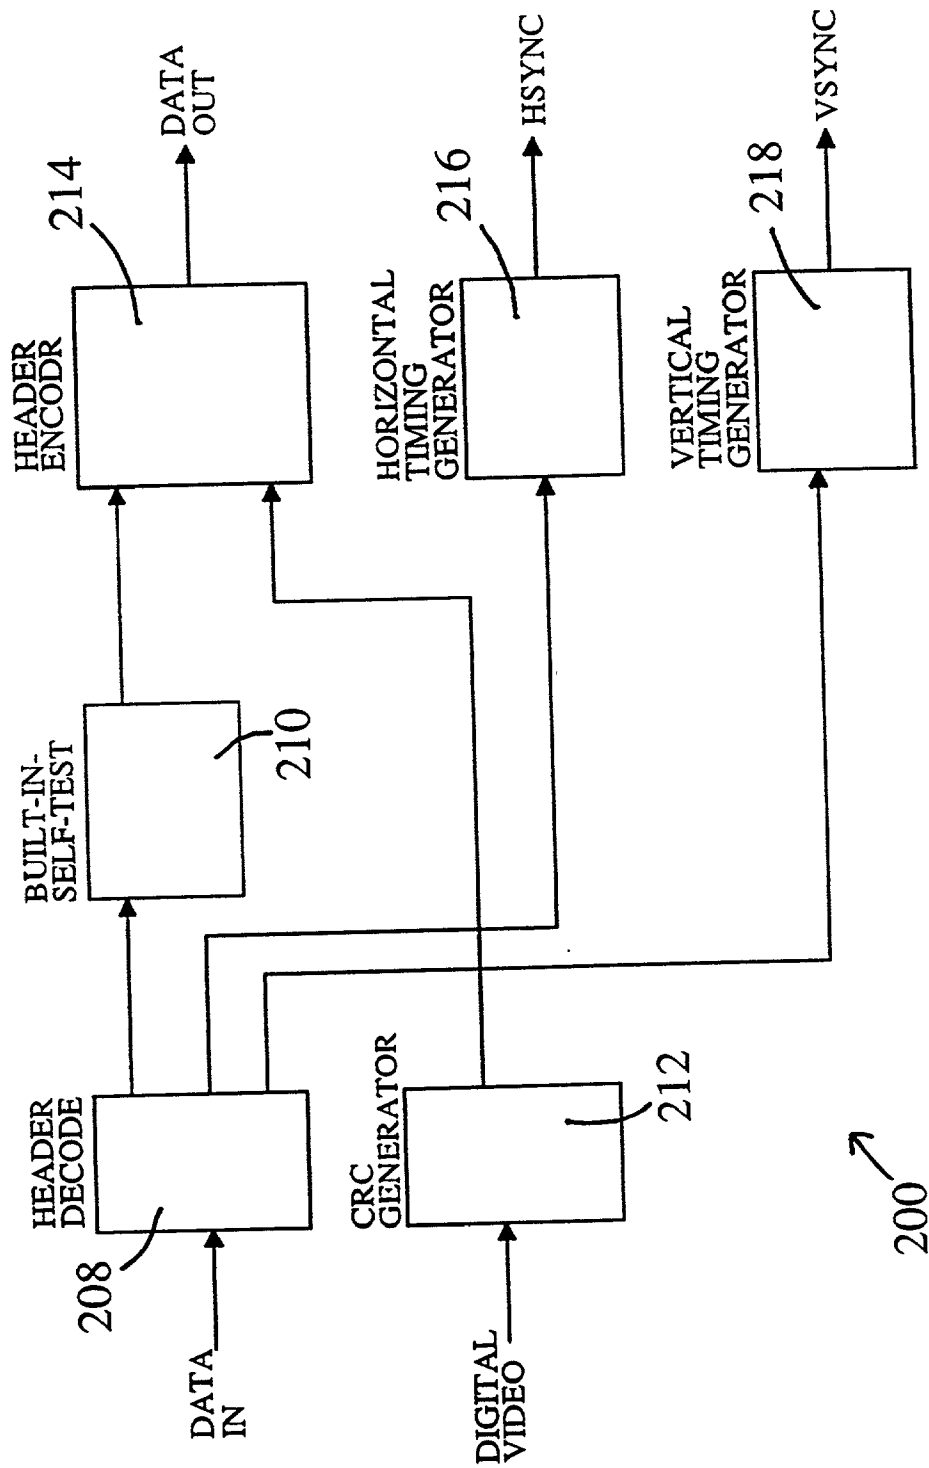 HEADER
DECODE
208
DATA
IN
BUILT-IN-
SELF-TEST
210
HEADER
ENCODR
214
DATA
OUT
CRC
GENERATOR
212
DIGITAL
VIDEO
HORIZONTAL
TIMING
GENERATOR
216
HSYNC
VERTICAL
TIMING
GENERATOR
218
VSYNC
200